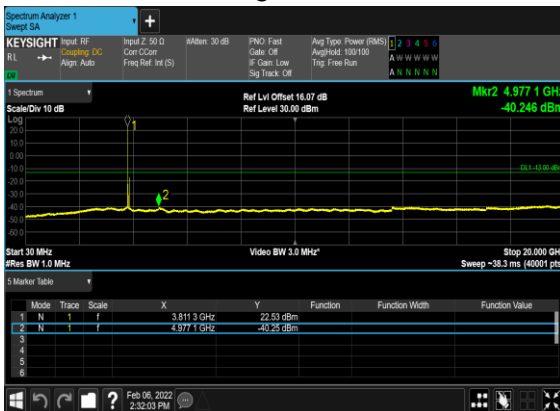 Spectrum Analyzer 1
Swept SA
+
KEYSIGHT Input: RF Input Z: 50 Ω #Atten: 30 dB PNO: Fast Avg Type: Power (RMS) 1 2 3 4 5 6
RL Coupling: DC Corr CCorr Gate: Off Avg|Hold: 100/100 A W W W W W
Align: Auto Freq Ref: Int (S) IF Gain: Low Trig: Free Run
Sig Track: Off A N N N N N
1 Spectrum Ref Lvl Offset 16.07 dB Mkr2 4.977 1 GHz
Scale/Div 10 dB Ref Level 30.00 dBm -40.246 dBm
Log
20.0
10.0
0.00
-10.0
-20.0
-30.0
-40.0
-50.0
-60.0
1
2
DL1 -13.00 dBm
Start 30 MHz Video BW 3.0 MHz* Stop 20.000 GHz
#Res BW 1.0 MHz Sweep ~38.3 ms (40001 pts)
5 Marker Table
Mode Trace Scale X Y Function Function Width Function Value
1 N 1 f 3.811 3 GHz 22.53 dBm
2 N 1 f 4.977 1 GHz -40.25 dBm
3
4
5
6
? Feb 06, 2022
2:32:03 PM